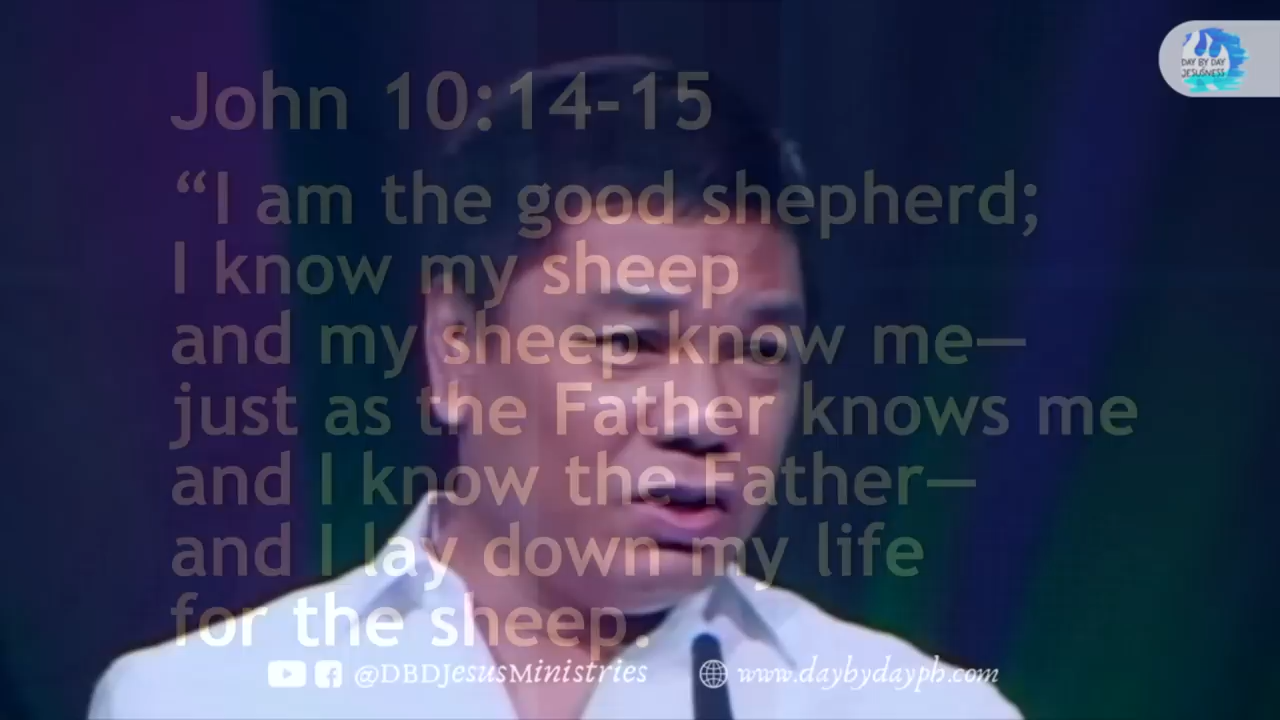 DAY BY DAY
JESUSNESS
John 10:14-15
“I am the good shepherd;
I know my sheep
and my sheep know me—
just as the Father knows me
and I know the Father—
and I lay down my life
for the sheep.
@DBDJesusMinistries www.daybydayph.com